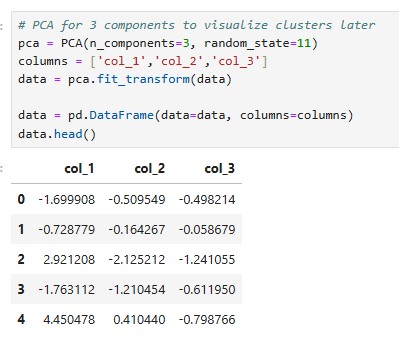 # PCA for 3 components to visualize clusters later
pca = PCA(n_components=3, random_state=11)
columns = ['col_1','col_2','col_3']
data = pca.fit_transform(data)
data = pd.DataFrame(data=data, columns=columns)
data.head()
col_1 col_2 col_3
0 -1.699908 -0.509549 -0.498214
1 -0.728779 -0.164267 -0.058679
2 2.921208 -2.125212 -1.241055
3 -1.763112 -1.210454 -0.611950
4 4.450478 0.410440 -0.798766